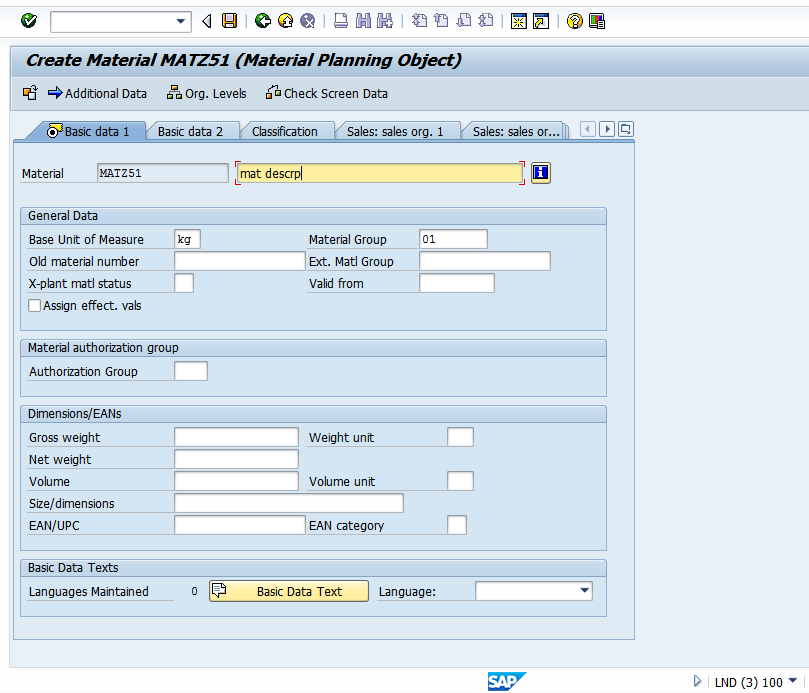 Create Material MATZ51 (Material Planning Object)
Additional Data Org. Levels Check Screen Data
Basic data 1 Basic data 2 Classification Sales: sales org. 1 Sales: sales or...
Material MATZ51 mat descrp
General Data
Base Unit of Measure kg Material Group 01
Old material number Ext. Matl Group
X-plant matl status Valid from
Assign effect. vals
Material authorization group
Authorization Group
Dimensions/EANs
Gross weight Weight unit
Net weight
Volume Volume unit
Size/dimensions
EAN/UPC EAN category
Basic Data Texts
Languages Maintained 0 Basic Data Text Language:
SAP LND (3) 100